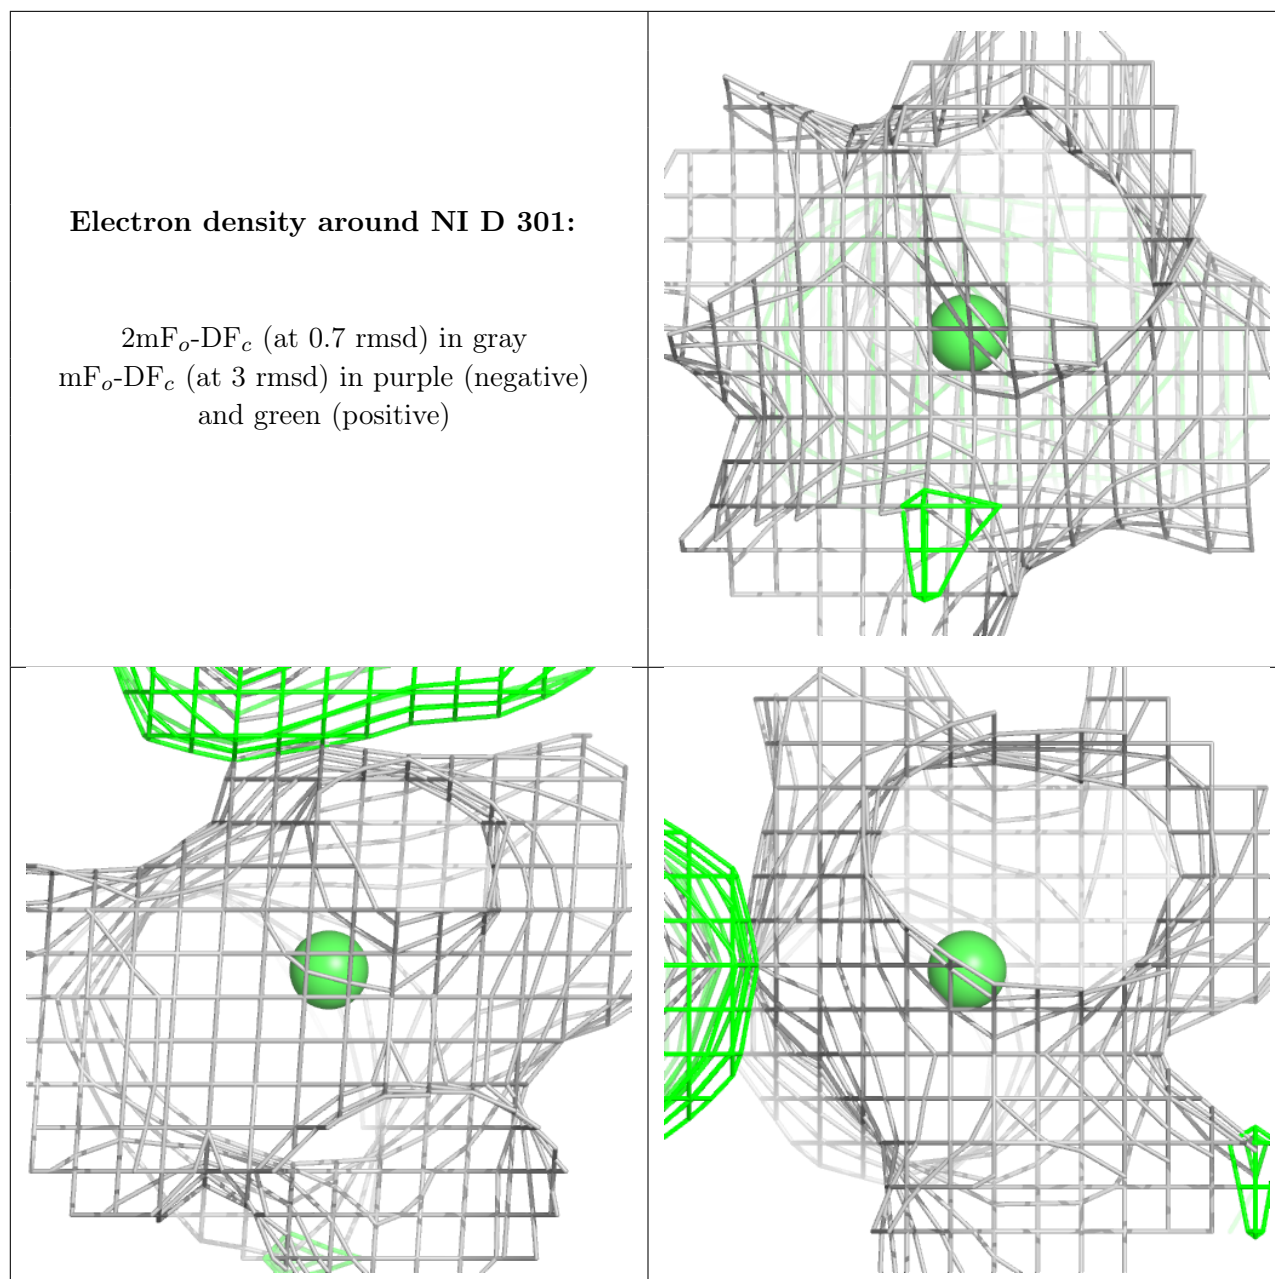 Electron density around NI D 301:
2mFo-DFc (at 0.7 rmsd) in gray
mFo-DFc (at 3 rmsd) in purple (negative)
and green (positive)